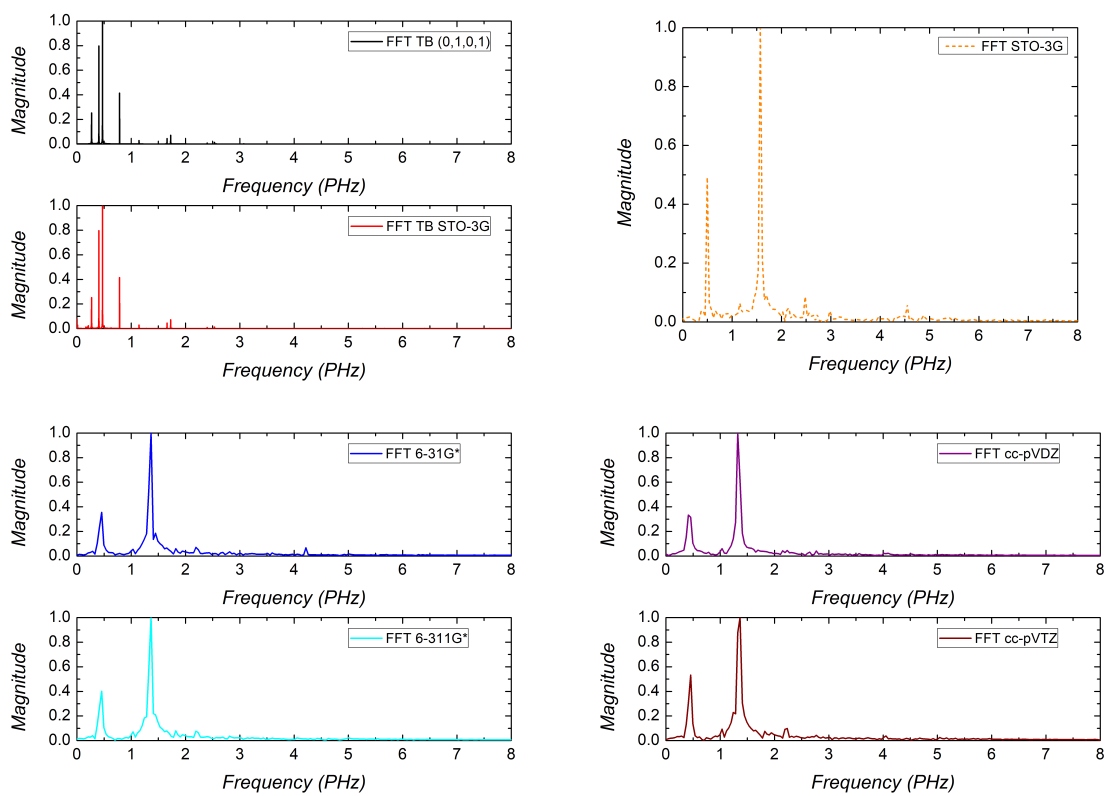 FFT TB (0,1,0,1)
Magnitude
1.0
0.8
0.6
0.4
0.2
0.0
0 1 2 3 4 5 6 7 8
Frequency (PHz)
FFT TB STO-3G
Magnitude
1.0
0.8
0.6
0.4
0.2
0.0
0 1 2 3 4 5 6 7 8
Frequency (PHz)
FFT STO-3G
Magnitude
1.0
0.8
0.6
0.4
0.2
0.0
0 1 2 3 4 5 6 7 8
Frequency (PHz)
FFT 6-31G*
Magnitude
1.0
0.8
0.6
0.4
0.2
0.0
0 1 2 3 4 5 6 7 8
Frequency (PHz)
FFT 6-311G*
Magnitude
1.0
0.8
0.6
0.4
0.2
0.0
0 1 2 3 4 5 6 7 8
Frequency (PHz)
FFT cc-pVDZ
Magnitude
1.0
0.8
0.6
0.4
0.2
0.0
0 1 2 3 4 5 6 7 8
Frequency (PHz)
FFT cc-pVTZ
Magnitude
1.0
0.8
0.6
0.4
0.2
0.0
0 1 2 3 4 5 6 7 8
Frequency (PHz)